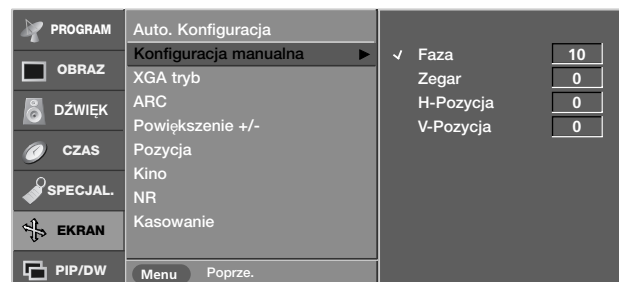 PROGRAM
OBRAZ
DŹWIĘK
CZAS
SPECJAL.
EKRAN
PIP/DW
Auto. Konfiguracja
Konfiguracja manualna ▶
XGA tryb
ARC
Powiększenie +/-
Pozycja
Kino
NR
Kasowanie
Menu Poprze.
✓ Faza 10
Zegar 0
H-Pozycja 0
V-Pozycja 0